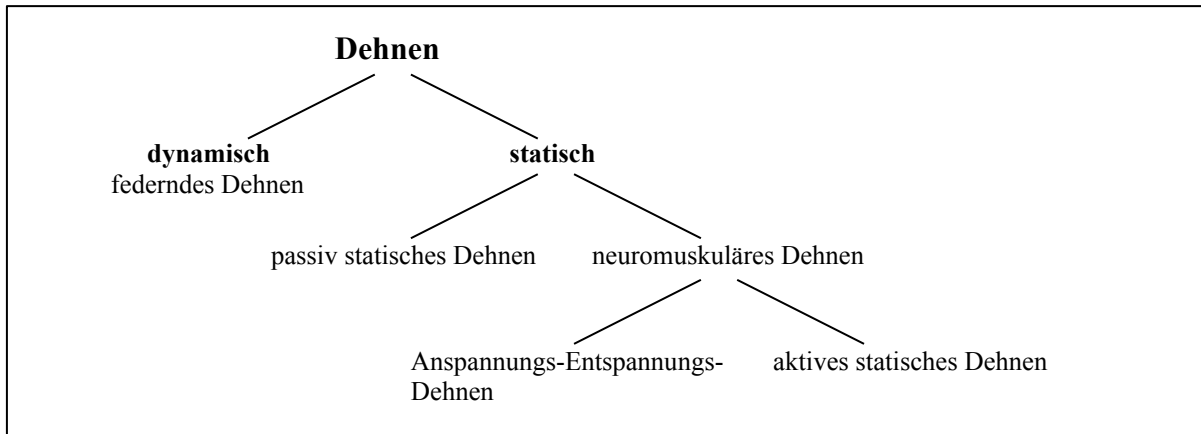 Dehnen
dynamisch
federndes Dehnen
statisch
passiv statisches Dehnen
neuromuskuläres Dehnen
Anspannungs-Entspannungs-
Dehnen
aktives statisches Dehnen